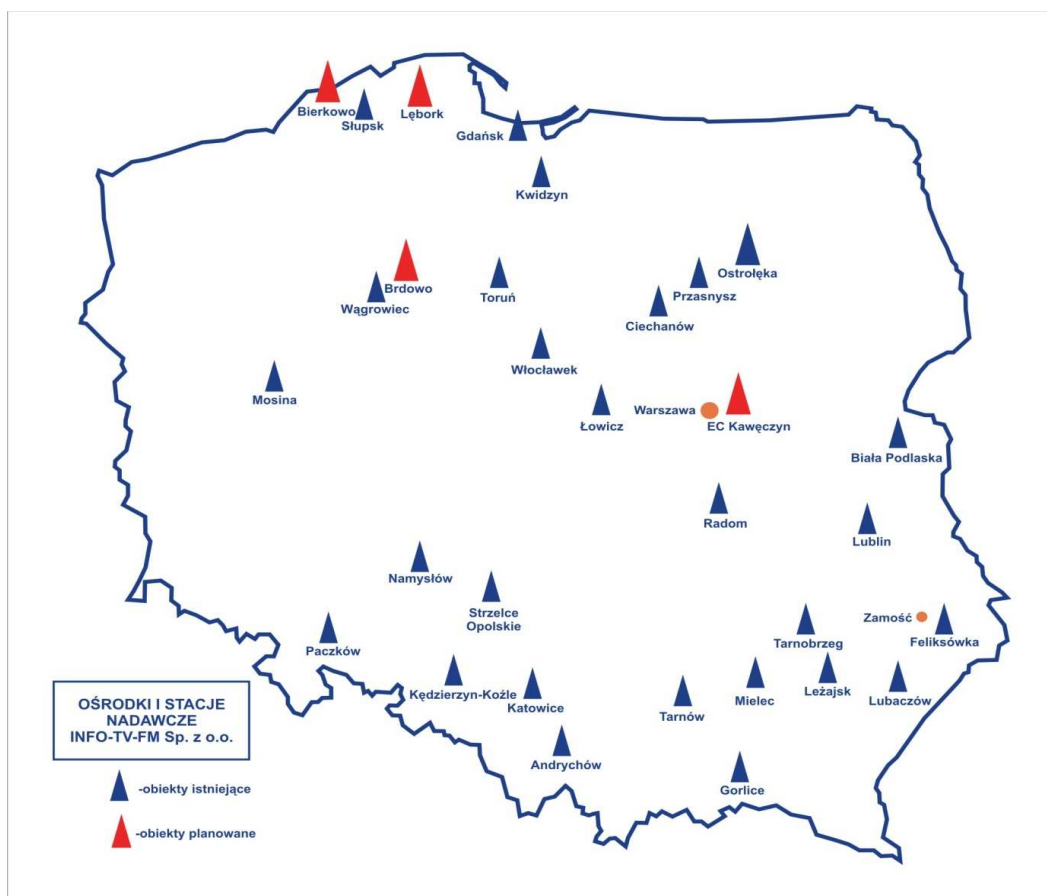 Bierkowo
Słupsk
Lębork
Gdańsk
Kwidzyn
Ostrołęka
Brdowo
Wągrowiec
Toruń
Przasnysz
Ciechanów
Włocławek
Mosina
Łowicz
Warszawa
EC Kawęczyn
Biała Podlaska
Radom
Lublin
Namysłów
Strzelce
Opolskie
Zamość
Feliksówka
Tarnobrzeg
Paczków
Kędzierzyn-Koźle
Katowice
Tarnów
Mielec
Leżajsk
Lubaczów
Andrychów
Gorlice
OŚRODKI I STACJE
NADAWCZE
INFO-TV-FM Sp. z o.o.
-obiekty istniejące
-obiekty planowane